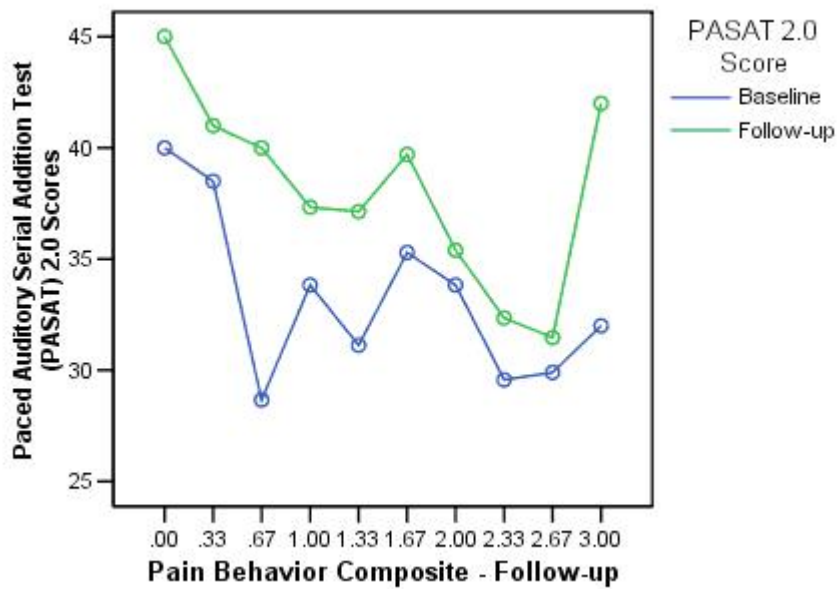 PASAT 2.0
Score
Baseline
Follow-up
Paced Auditory Serial Addition Test
(PASAT) 2.0 Scores
45
40
35
30
25
.00 .33 .67 1.00 1.33 1.67 2.00 2.33 2.67 3.00
Pain Behavior Composite - Follow-up